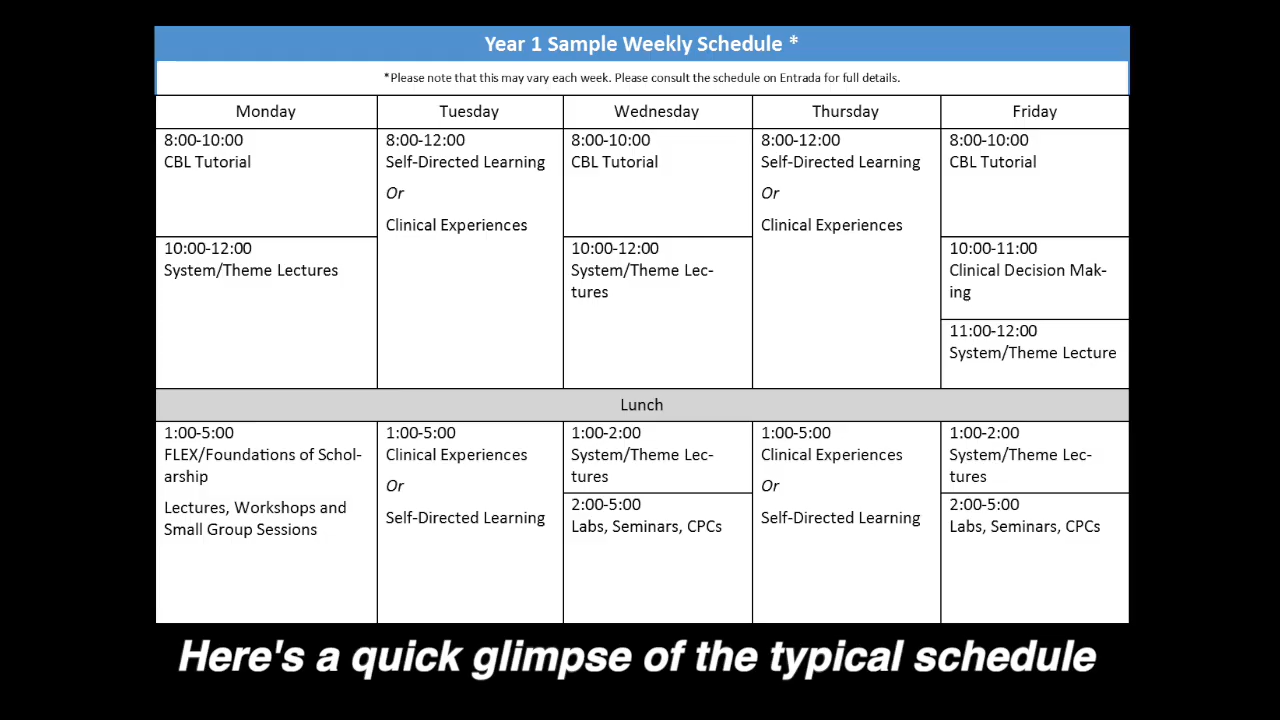 Year 1 Sample Weekly Schedule *
*Please note that this may vary each week. Please consult the schedule on Entrada for full details.
Monday
Tuesday
Wednesday
Thursday
Friday
8:00-10:00
CBL Tutorial
8:00-12:00
Self-Directed Learning
Or
Clinical Experiences
8:00-10:00
CBL Tutorial
8:00-12:00
Self-Directed Learning
Or
Clinical Experiences
8:00-10:00
CBL Tutorial
10:00-12:00
System/Theme Lectures
10:00-12:00
System/Theme Lec-
tures
10:00-11:00
Clinical Decision Mak-
ing
11:00-12:00
System/Theme Lecture
Lunch
1:00-5:00
FLEX/Foundations of Schol-
arship
Lectures, Workshops and
Small Group Sessions
1:00-5:00
Clinical Experiences
Or
Self-Directed Learning
1:00-2:00
System/Theme Lec-
tures
2:00-5:00
Labs, Seminars, CPCs
1:00-5:00
Clinical Experiences
Or
Self-Directed Learning
1:00-2:00
System/Theme Lec-
tures
2:00-5:00
Labs, Seminars, CPCs
Here's a quick glimpse of the typical schedule